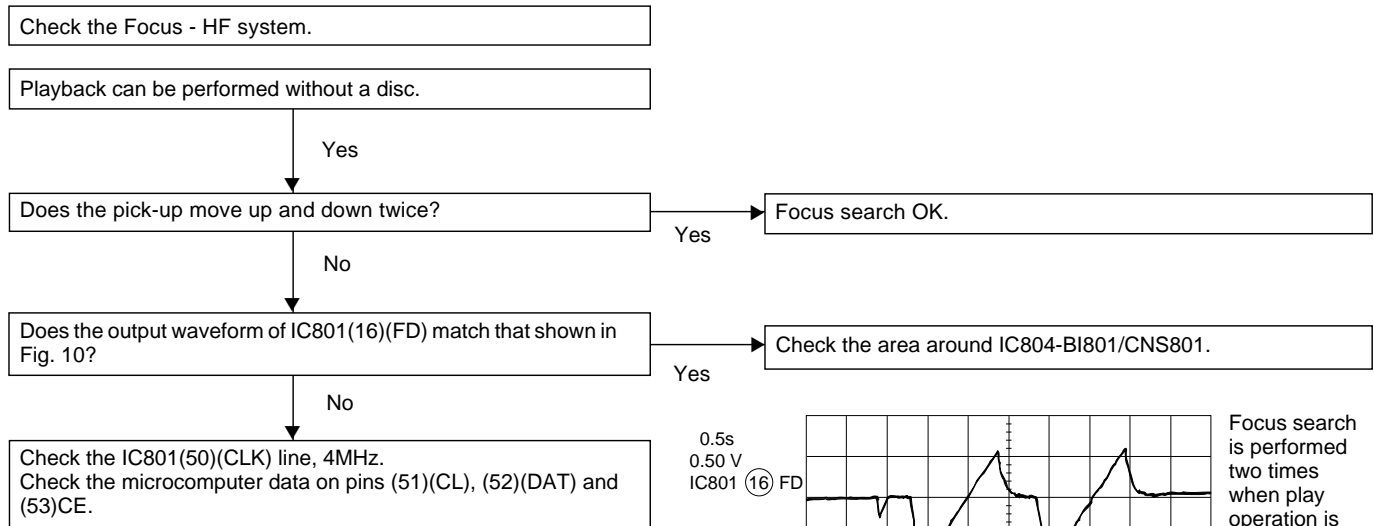 Check the Focus - HF system.
Playback can be performed without a disc.
Yes
Does the pick-up move up and down twice?
Yes
Focus search OK.
No
Does the output waveform of IC801(16)(FD) match that shown in
Fig. 10?
Yes
Check the area around IC804-BI801/CNS801.
No
Check the IC801(50)(CLK) line, 4MHz.
Check the microcomputer data on pins (51)(CL), (52)(DAT) and
(53)CE.
0.5s
0.50 V
IC801 (16) FD
Focus search
is performed
two times
when play
operation is